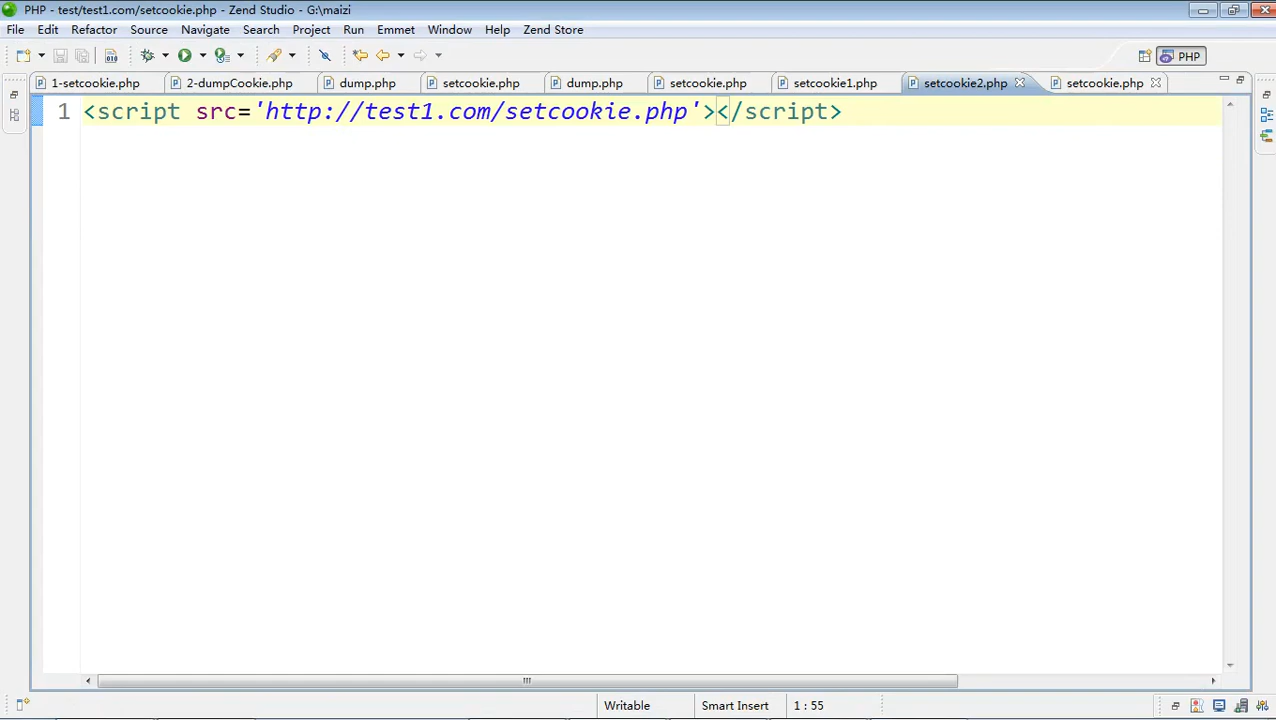 PHP - test/test1.com/setcookie.php - Zend Studio - G:\maizi
File Edit Refactor Source Navigate Search Project Run Emmet Window Help Zend Store
PHP
1-setcookie.php 2-dumpCookie.php dump.php setcookie.php dump.php setcookie.php setcookie1.php setcookie2.php setcookie.php
1 <script src='http://test1.com/setcookie.php'></script>
Writable Smart Insert 1 : 55